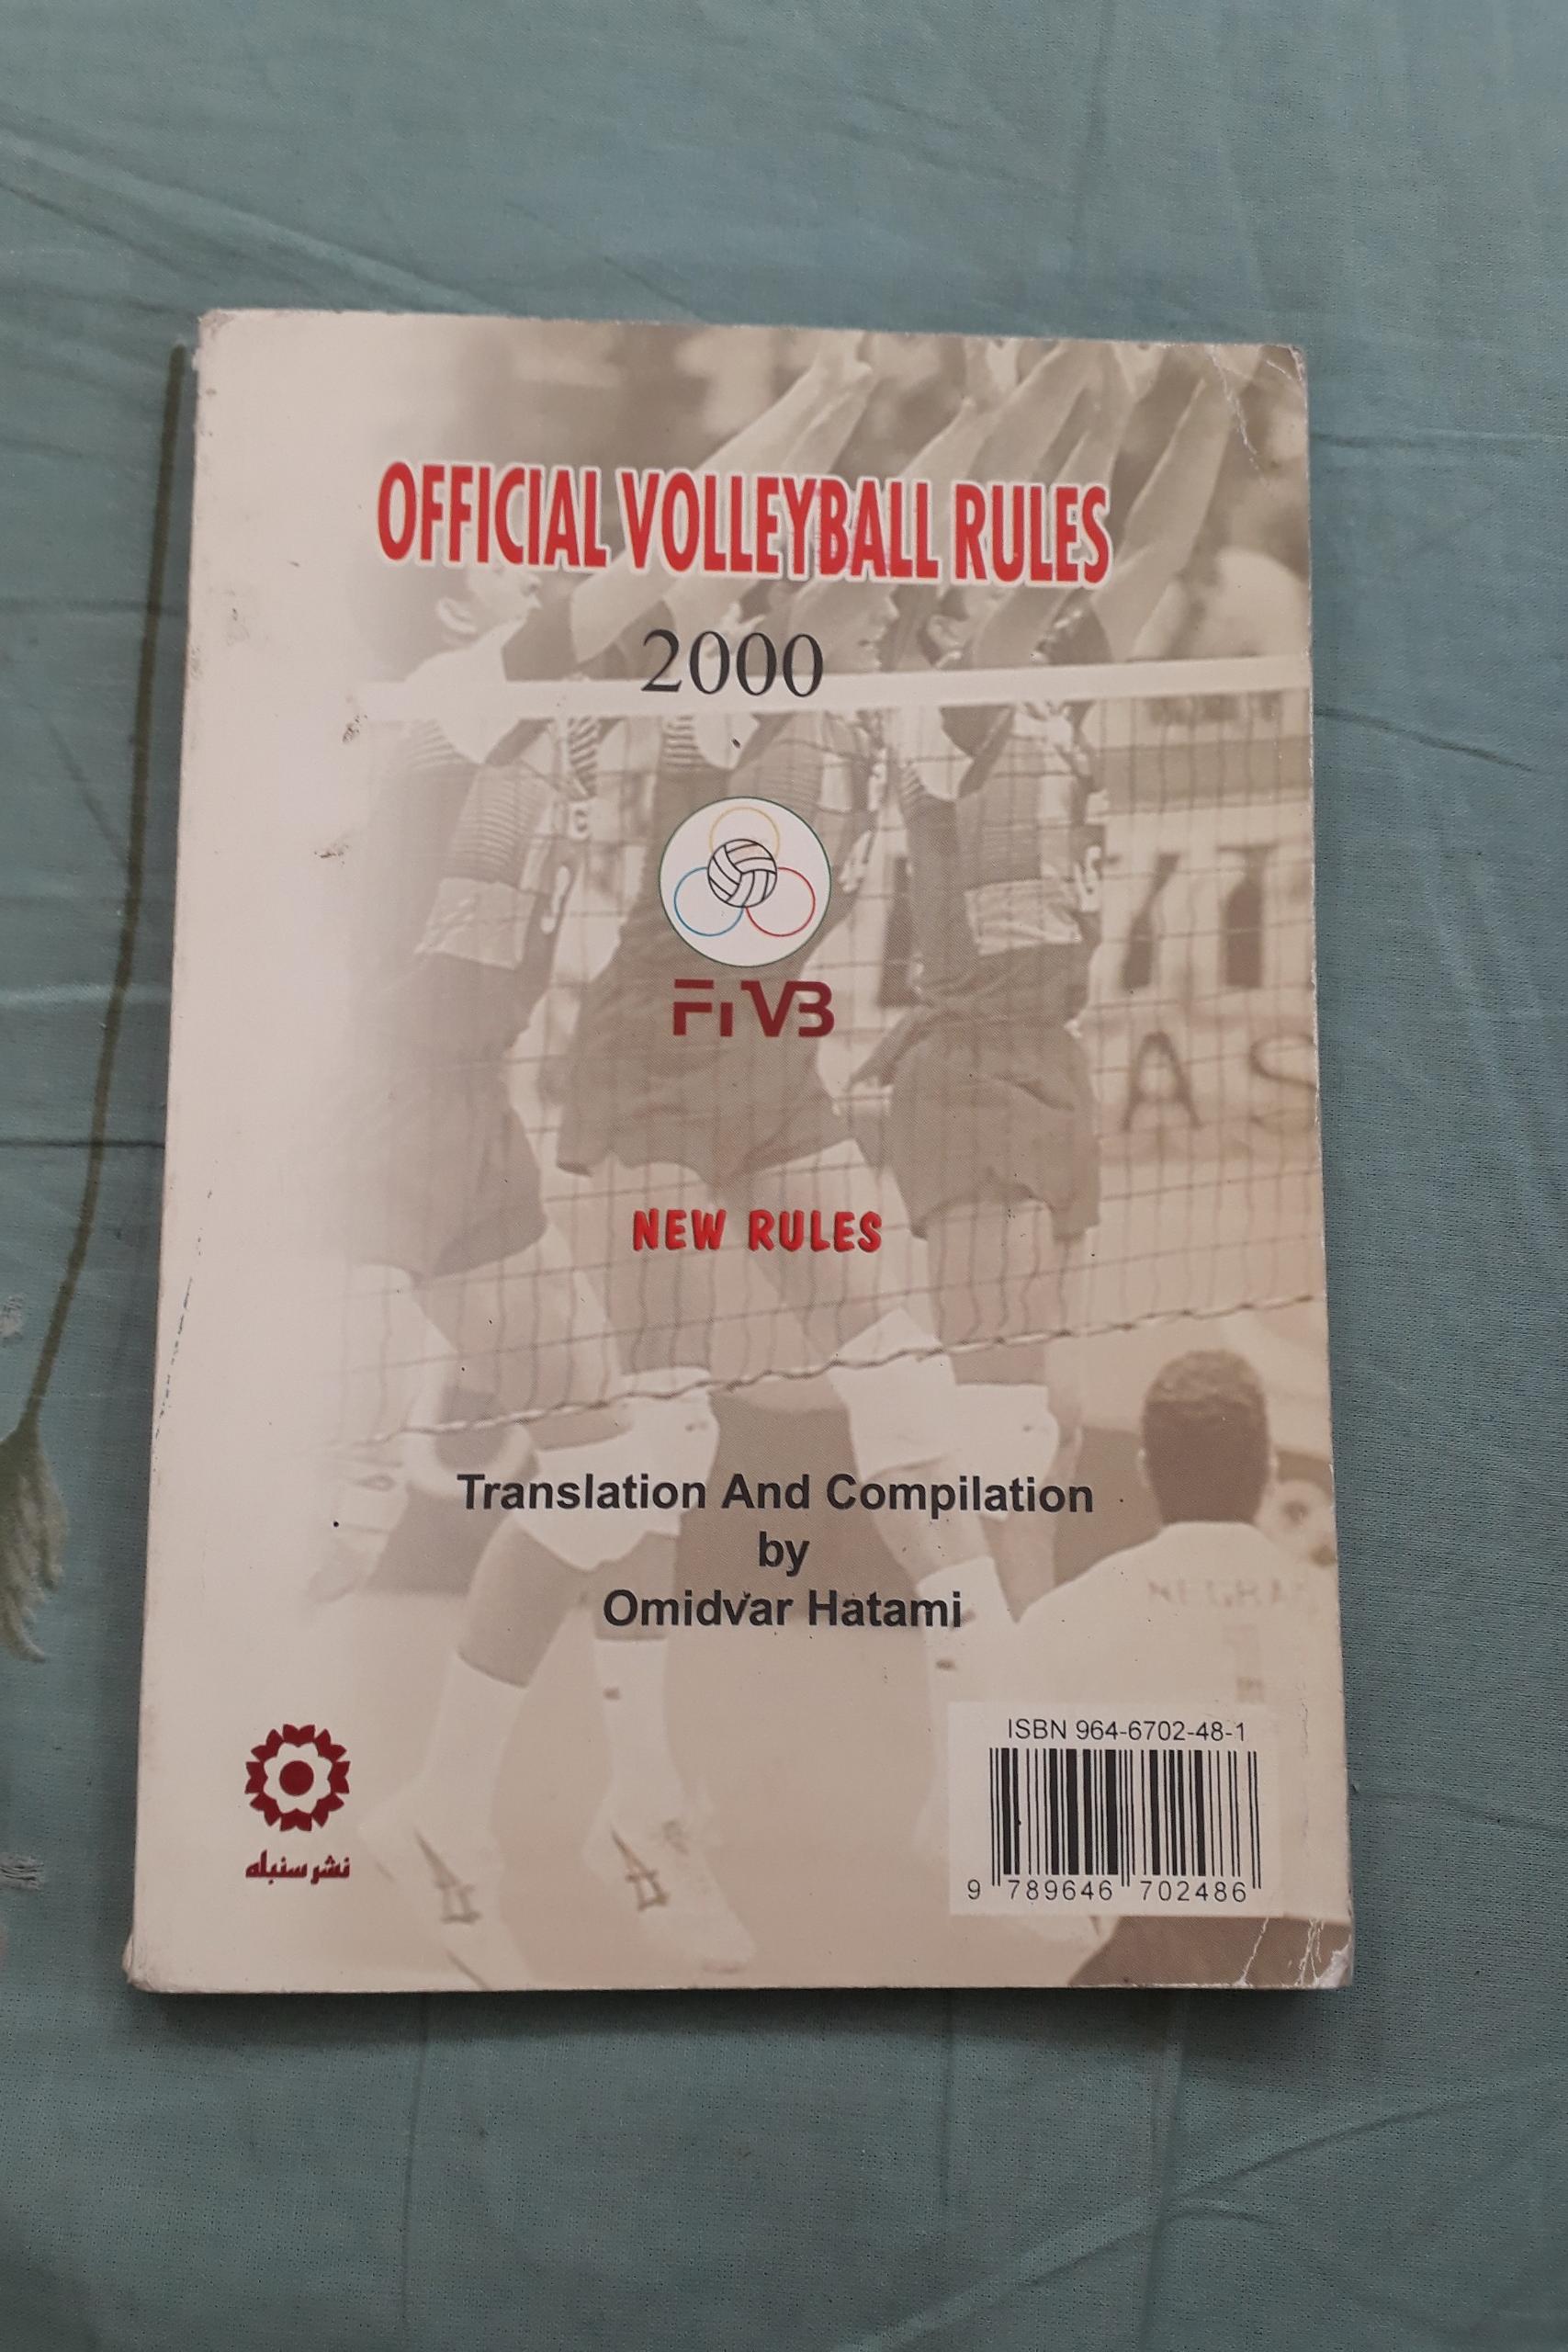 OFFICIAL VOLLEYBALL RULES
2000
FIVB
NEW RULES
Translation And Compilation
by
Omidvar Hatami
نشر سنبله
ISBN 964-6702-48-1
9 789646 702486